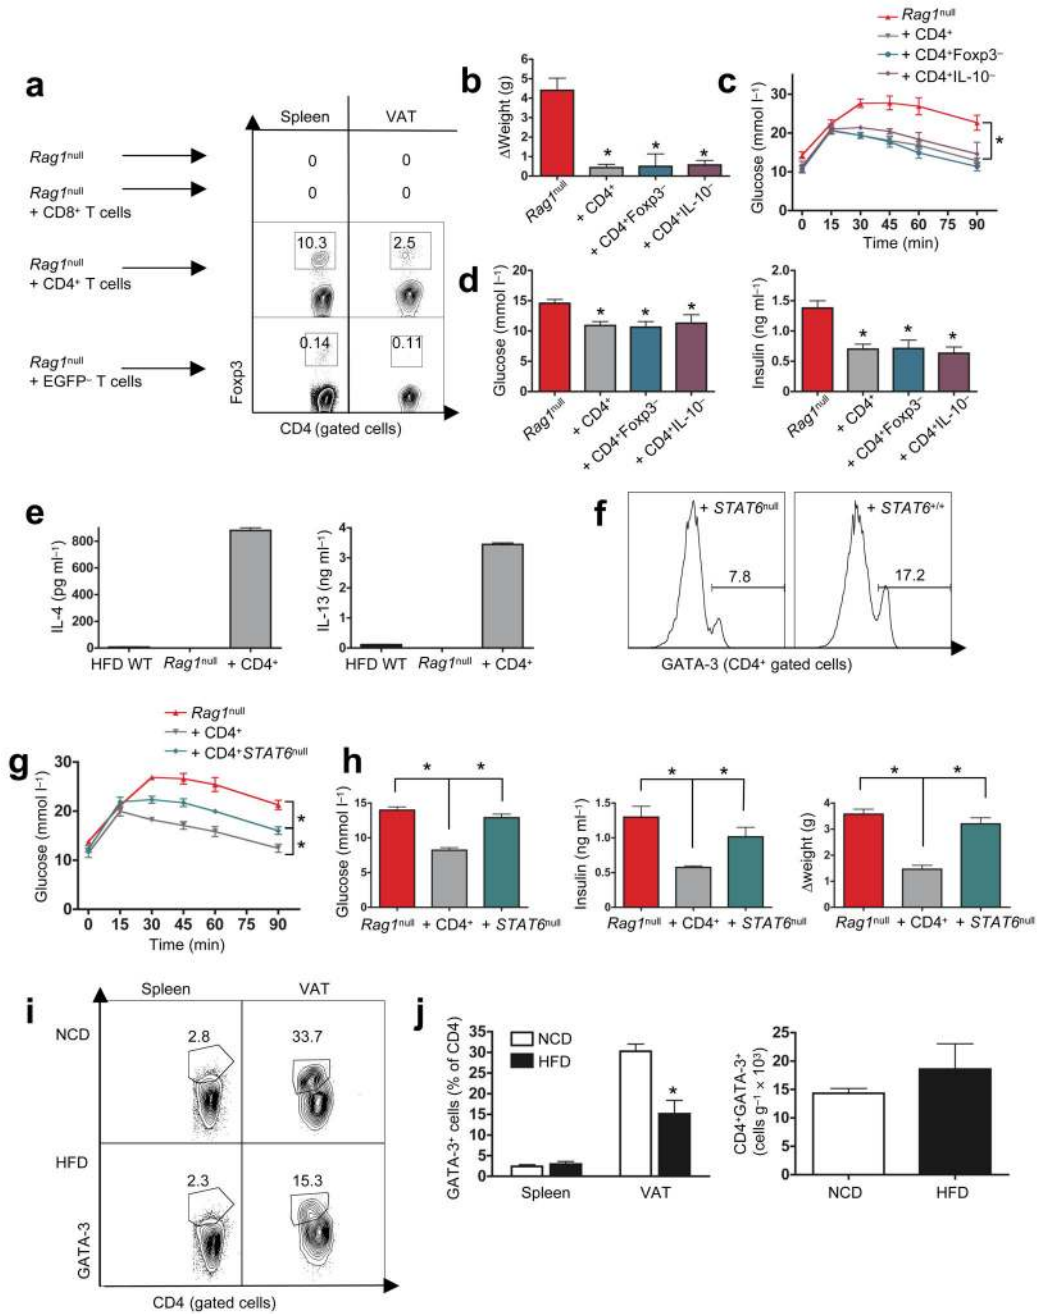 a
Spleen VAT
Rag1null
0 0
Rag1null
+ CD8+ T cells
0 0
Rag1null
+ CD4+ T cells
10.3 2.5
Rag1null
+ EGFP– T cells
0.14 0.11
Foxp3
CD4 (gated cells)
b
ΔWeight (g)
6
5
4
3
2
1
0
* * *
Rag1null
+ CD4+
+ CD4+Foxp3–
+ CD4+IL-10–
c
Rag1null
+ CD4+
+ CD4+Foxp3–
+ CD4+IL-10–
Glucose (mmol l–1)
30
20
10
0
*
0 15 30 45 60 75 90
Time (min)
d
Glucose (mmol l–1)
20
15
10
5
0
* * *
Rag1null
+ CD4+
+ CD4+Foxp3–
+ CD4+IL-10–
Insulin (ng ml–1)
2.0
1.5
1.0
0.5
0
* * *
Rag1null
+ CD4+
+ CD4+Foxp3–
+ CD4+IL-10–
e
IL-4 (pg ml–1)
800
600
400
200
0
HFD WT Rag1null + CD4+
IL-13 (ng ml–1)
4
3
2
1
0
HFD WT Rag1null + CD4+
f
+ STAT6null + STAT6+/+
7.8 17.2
GATA-3 (CD4+ gated cells)
g
Rag1null
+ CD4+
+ CD4+STAT6null
Glucose (mmol l–1)
30
20
10
0
*
*
0 15 30 45 60 75 90
Time (min)
h
Glucose (mmol l–1)
15
10
5
0
* *
Rag1null + CD4+ + STAT6null
Insulin (ng ml–1)
1.5
1.0
0.5
0
* *
Rag1null + CD4+ + STAT6null
Δweight (g)
4
3
2
1
0
* *
Rag1null + CD4+ + STAT6null
i
Spleen VAT
NCD
2.8 33.7
HFD
2.3 15.3
GATA-3
CD4 (gated cells)
j
GATA-3+ cells (% of CD4)
35
30
25
20
15
10
5
0
NCD
HFD
*
Spleen VAT
CD4+GATA-3+
(cells g–1 × 103)
25
20
15
10
5
0
NCD HFD